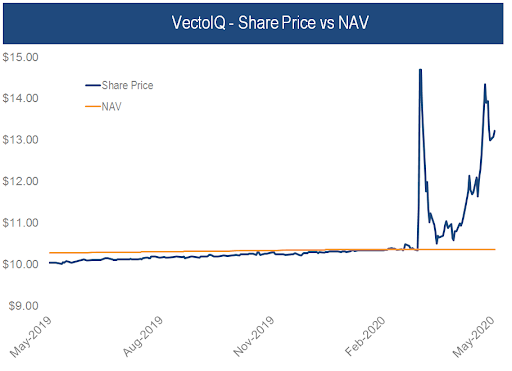 VectoIQ - Share Price vs NAV
$15.00
Share Price
$14.00
NAV
$13.00
$12.00
$11.00
$10.00
$9.00
May-2019
Aug-2019
Nov-2019
Feb-2020
May-2020